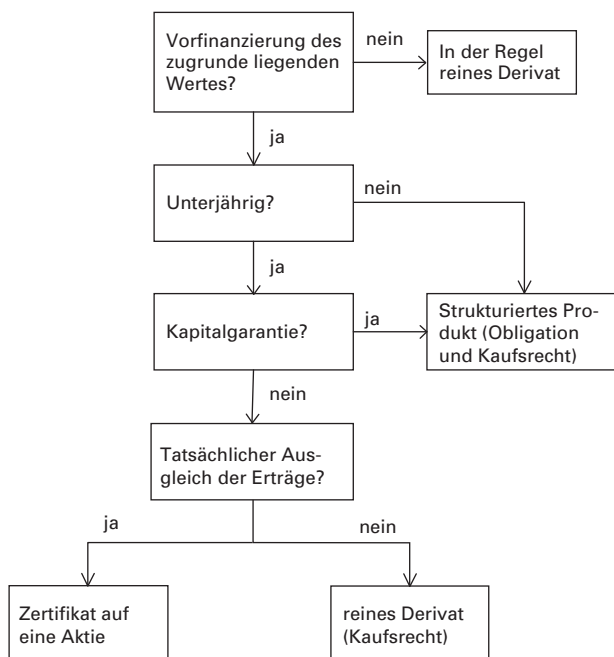 Vorfinanzierung des
zugrunde liegenden
Wertes?
nein
In der Regel
reines Derivat
ja
Unterjährig?
nein
ja
Kapitalgarantie?
ja
Strukturiertes Pro-
dukt (Obligation
und Kaufsrecht)
nein
Tatsächlicher Aus-
gleich der Erträge?
ja
nein
Zertifikat auf
eine Aktie
reines Derivat
(Kaufsrecht)